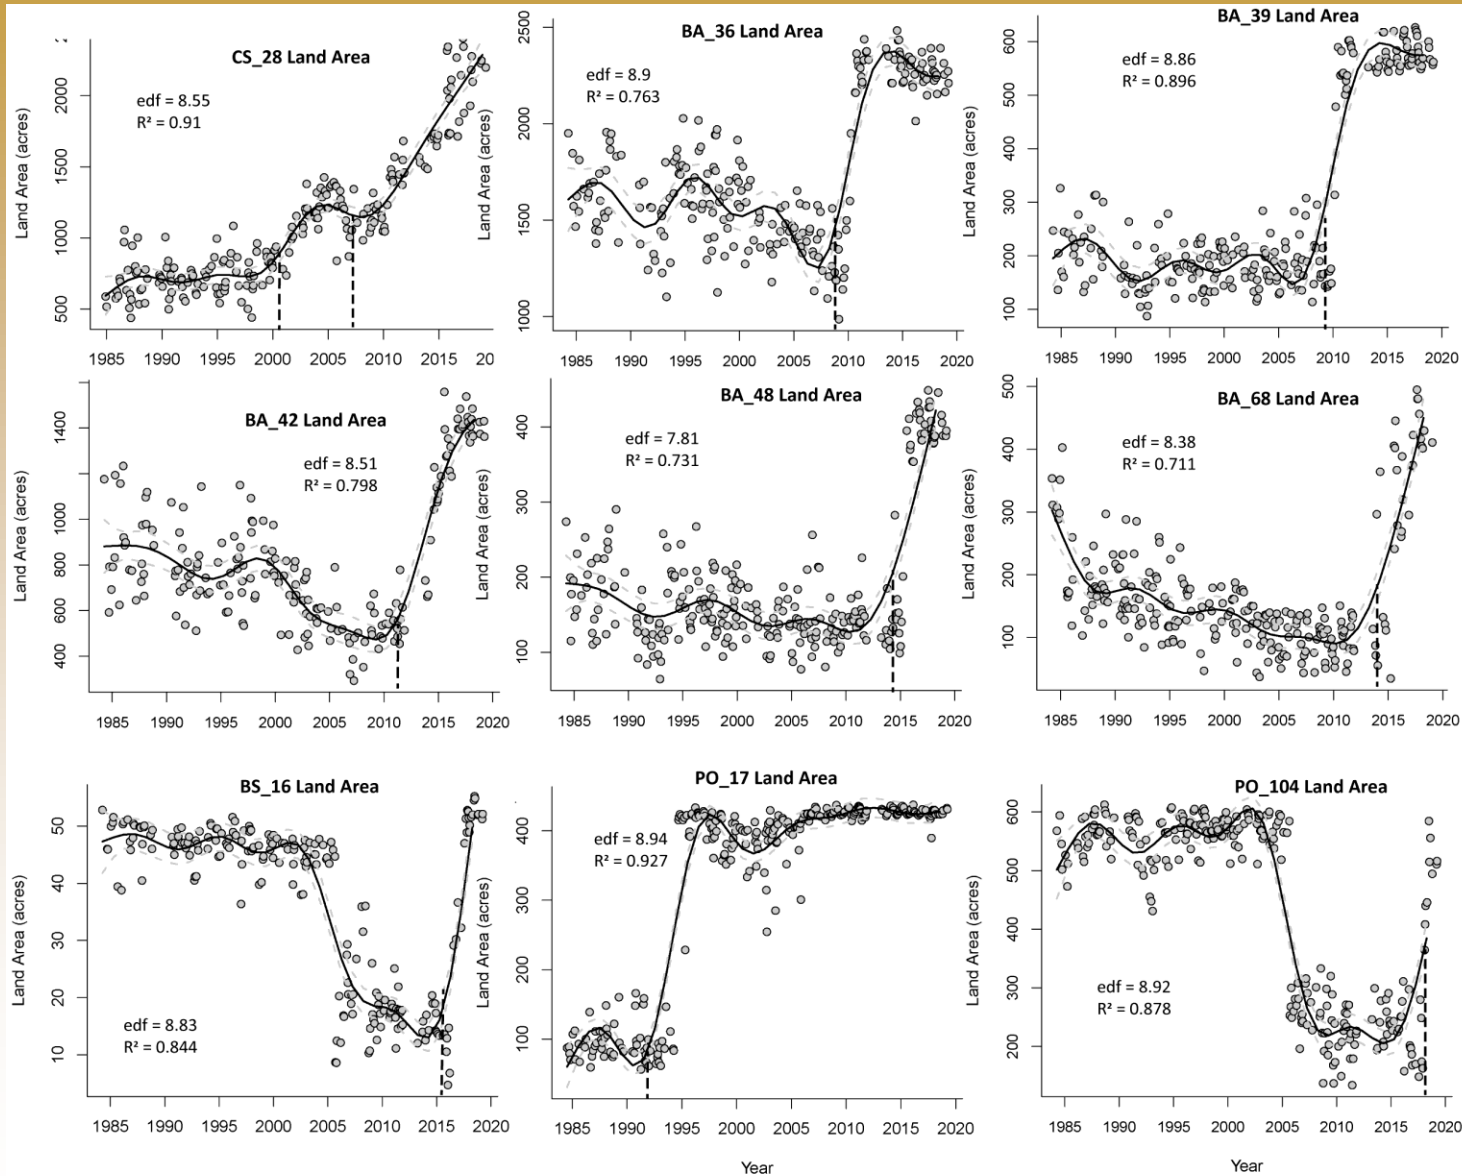 CS_28 Land Area
edf = 8.55
R² = 0.91
Land Area (acres)
2000
1500
1000
500
1985 1990 1995 2000 2005 2010 2015 20
BA_36 Land Area
edf = 8.9
R² = 0.763
Land Area (acres)
2500
2000
1500
1000
1985 1990 1995 2000 2005 2010 2015 2020
BA_39 Land Area
edf = 8.86
R² = 0.896
Land Area (acres)
600
500
400
300
200
100
1985 1990 1995 2000 2005 2010 2015 2020
BA_42 Land Area
edf = 8.51
R² = 0.798
Land Area (acres)
1400
1000
800
600
400
1985 1990 1995 2000 2005 2010 2015 2020
BA_48 Land Area
edf = 7.81
R² = 0.731
Land Area (acres)
400
300
200
100
1985 1990 1995 2000 2005 2010 2015 2020
BA_68 Land Area
edf = 8.38
R² = 0.711
Land Area (acres)
500
400
300
200
100
1985 1990 1995 2000 2005 2010 2015 2020
BS_16 Land Area
edf = 8.83
R² = 0.844
Land Area (acres)
50
40
30
20
10
1985 1990 1995 2000 2005 2010 2015 2020
PO_17 Land Area
edf = 8.94
R² = 0.927
Land Area (acres)
400
300
200
100
1985 1990 1995 2000 2005 2010 2015 2020
Year
PO_104 Land Area
edf = 8.92
R² = 0.878
Land Area (acres)
600
500
400
300
200
1985 1990 1995 2000 2005 2010 2015 2020
Year